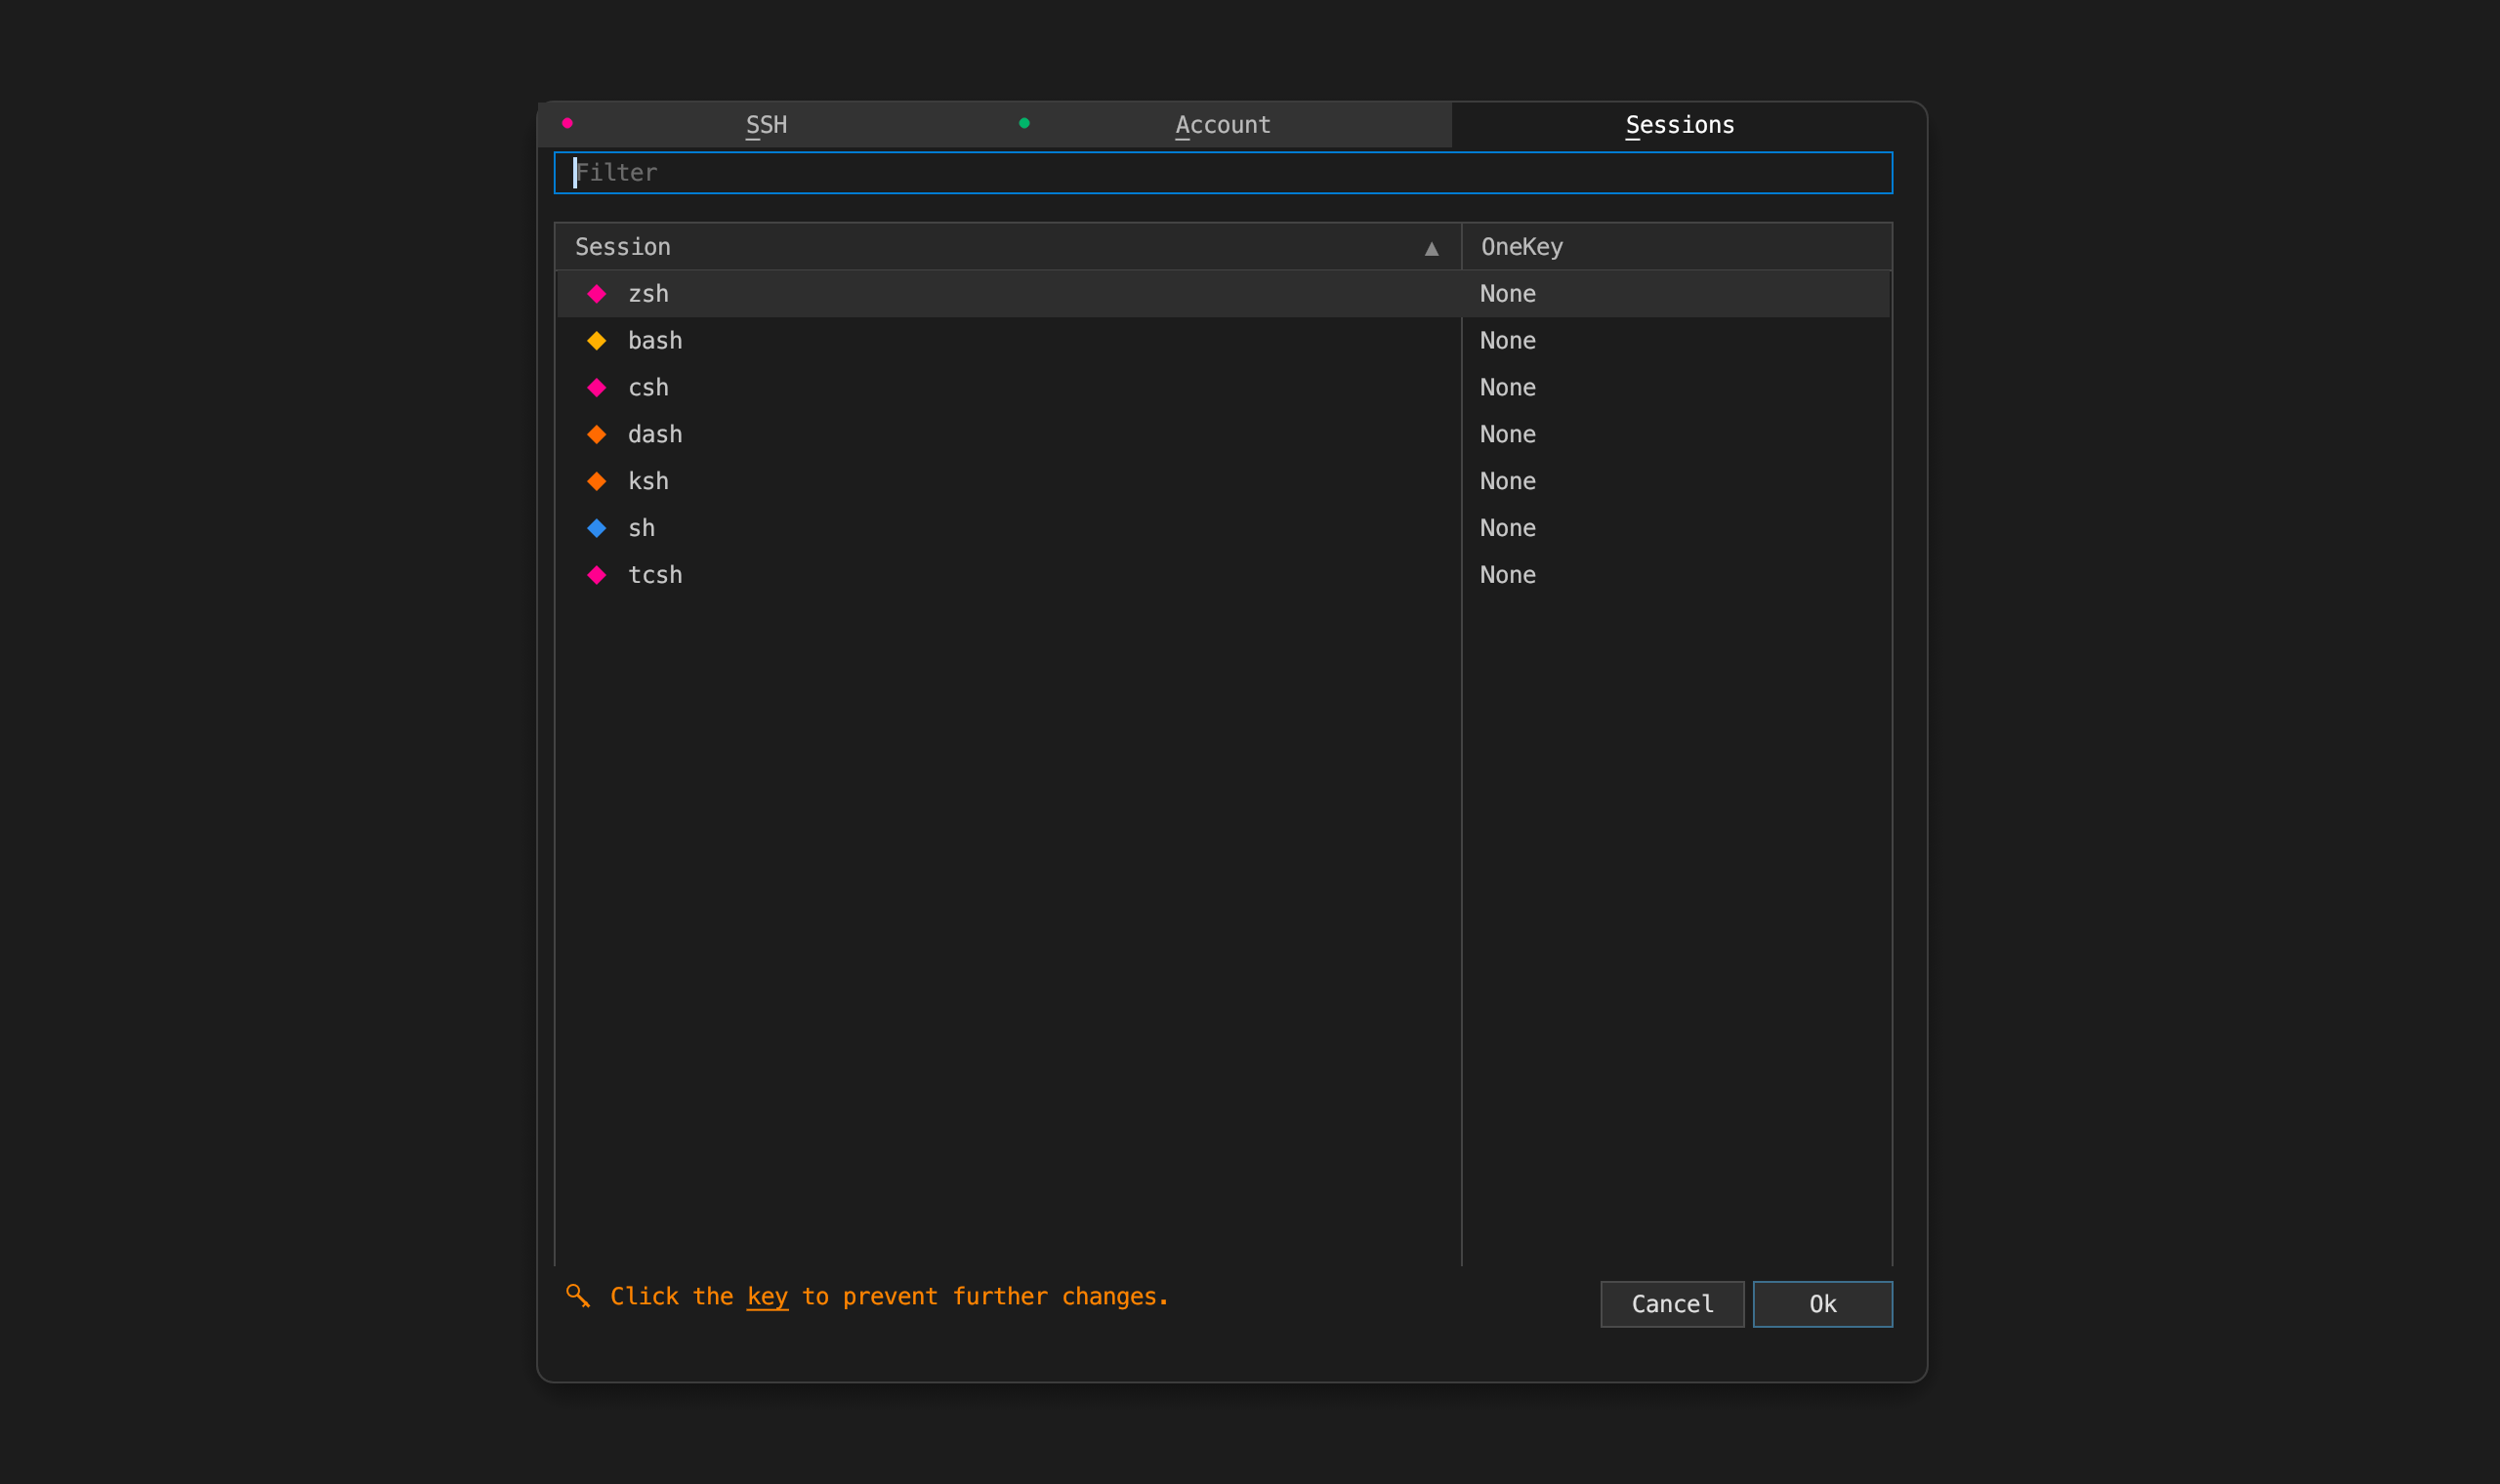 SSH Account Sessions
Filter
Session ▲ OneKey
zsh None
bash None
csh None
dash None
ksh None
sh None
tcsh None
Click the key to prevent further changes.
Cancel Ok